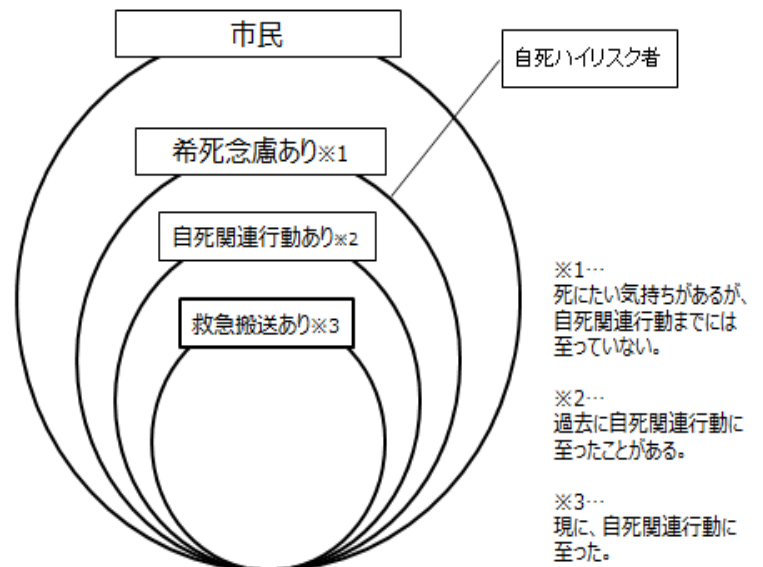 市民
自死ハイリスク者
希死念慮あり※1
自死関連行動あり※2
救急搬送あり※3
※1…
死にたい気持ちがあるが、
自死関連行動までには
至っていない。
※2…
過去に自死関連行動に
至ったことがある。
※3…
現に、自死関連行動に
至った。